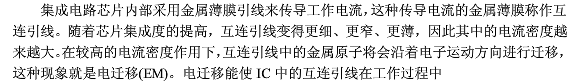 集成电路芯片内部采用金属薄膜引线来传导工作电流，这种传导电流的金属薄膜称作互
连引线。随着芯片集成度的提高，互连引线变得更细、更窄、更薄，因此其中的电流密度越
来越大。在较高的电流密度作用下，互连引线中的金属原子将会沿着电子运动方向进行迁移，
这种现象就是电迁移(EM)。电迁移能使 IC 中的互连引线在工作过程中